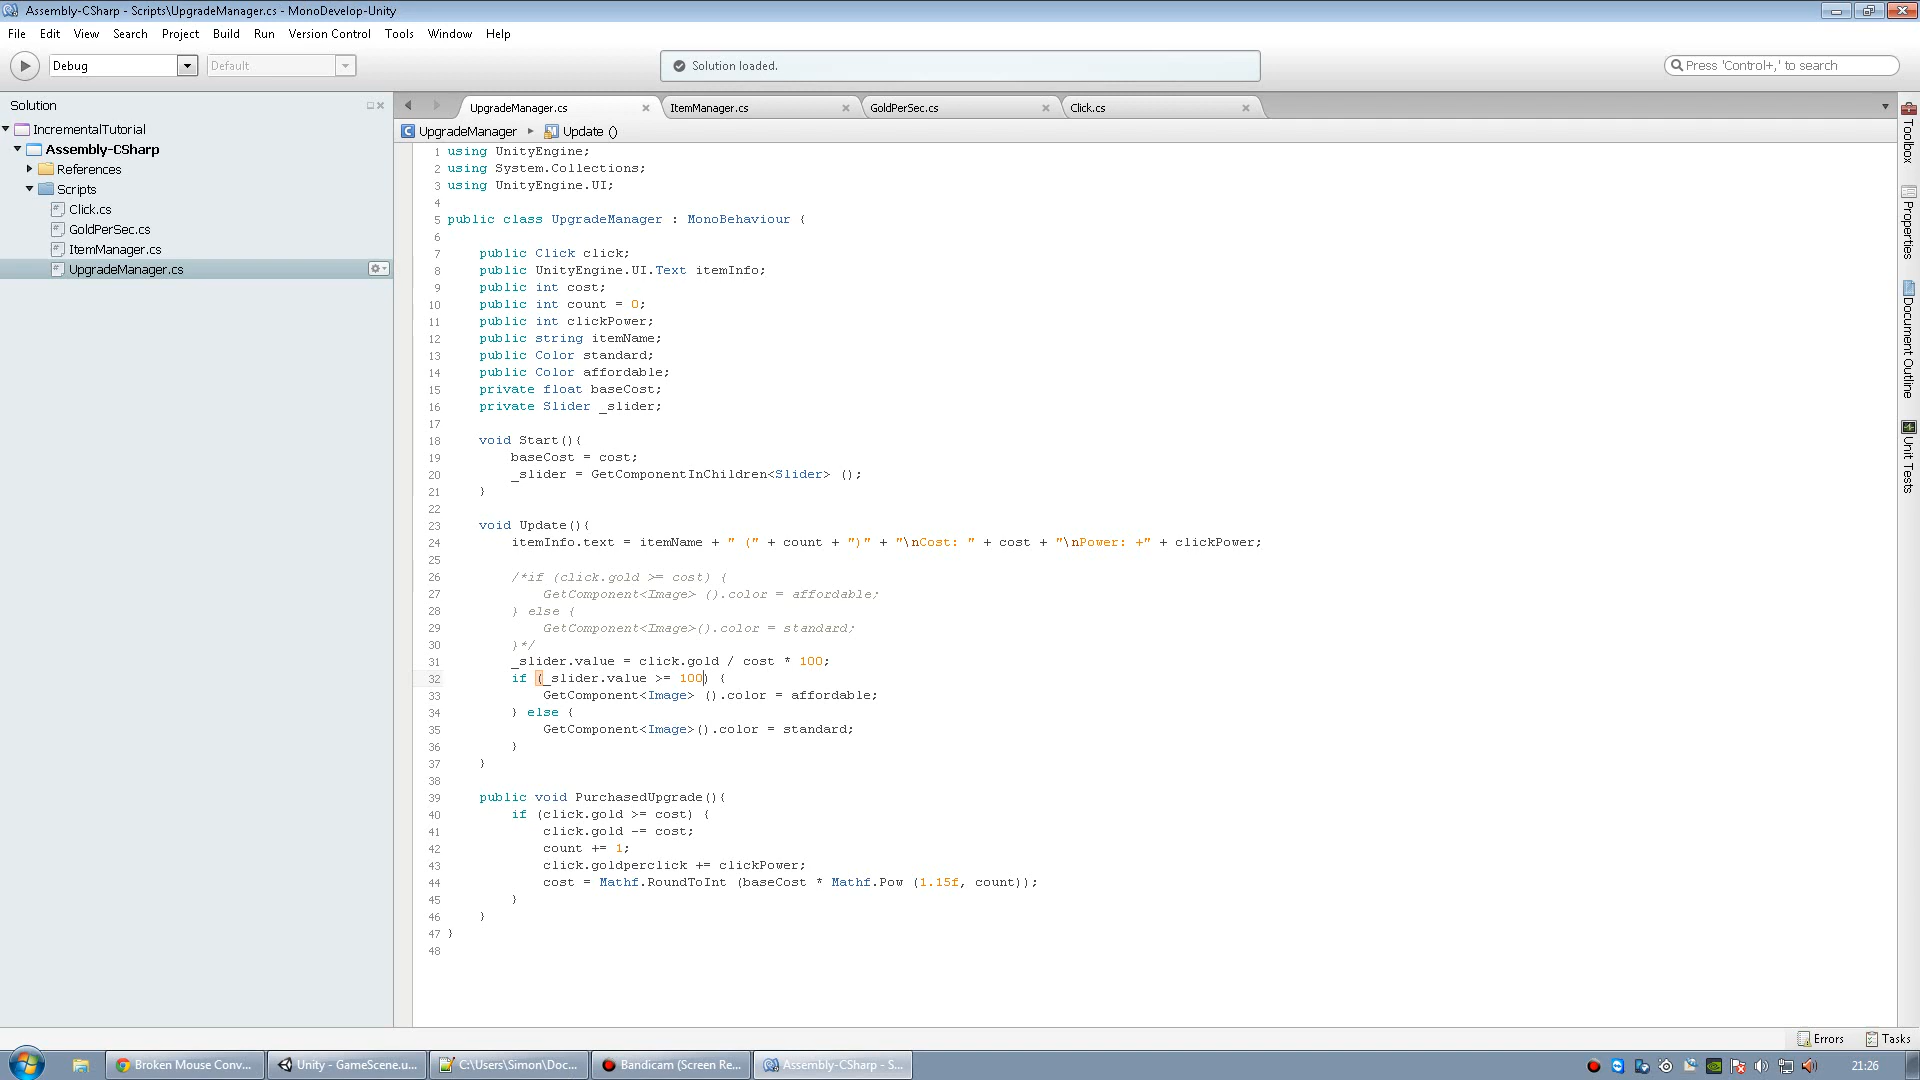 Assembly-CSharp - Scripts\UpgradeManager.cs - MonoDevelop-Unity
File Edit View Search Project Build Run Version Control Tools Window Help
Debug Default Solution loaded. Press 'Control+,' to search
Solution
UpgradeManager.cs ItemManager.cs GoldPerSec.cs Click.cs
UpgradeManager Update ()
IncrementalTutorial
Assembly-CSharp
References
Scripts
Click.cs
GoldPerSec.cs
ItemManager.cs
UpgradeManager.cs
1 using UnityEngine;
2 using System.Collections;
3 using UnityEngine.UI;
4
5 public class UpgradeManager : MonoBehaviour {
6
7 public Click click;
8 public UnityEngine.UI.Text itemInfo;
9 public int cost;
10 public int count = 0;
11 public int clickPower;
12 public string itemName;
13 public Color standard;
14 public Color affordable;
15 private float baseCost;
16 private Slider _slider;
17
18 void Start(){
19 baseCost = cost;
20 _slider = GetComponentInChildren<Slider> ();
21 }
22
23 void Update(){
24 itemInfo.text = itemName + " (" + count + ")" + "\nCost: " + cost + "\nPower: +" + clickPower;
25
26 /*if (click.gold >= cost) {
27 GetComponent<Image> ().color = affordable;
28 } else {
29 GetComponent<Image>().color = standard;
30 }*/
31 _slider.value = click.gold / cost * 100;
32 if (_slider.value >= 100) {
33 GetComponent<Image> ().color = affordable;
34 } else {
35 GetComponent<Image>().color = standard;
36 }
37 }
38
39 public void PurchasedUpgrade(){
40 if (click.gold >= cost) {
41 click.gold -= cost;
42 count += 1;
43 click.goldperclick += clickPower;
44 cost = Mathf.RoundToInt (baseCost * Mathf.Pow (1.15f, count));
45 }
46 }
47 }
48
Toolbox
Properties
Document Outline
Unit Tests
Errors Tasks
Broken Mouse Conv... Unity - GameScene.u... C:\Users\Simon\Doc... Bandicam (Screen Re... Assembly-CSharp - S... 21:26